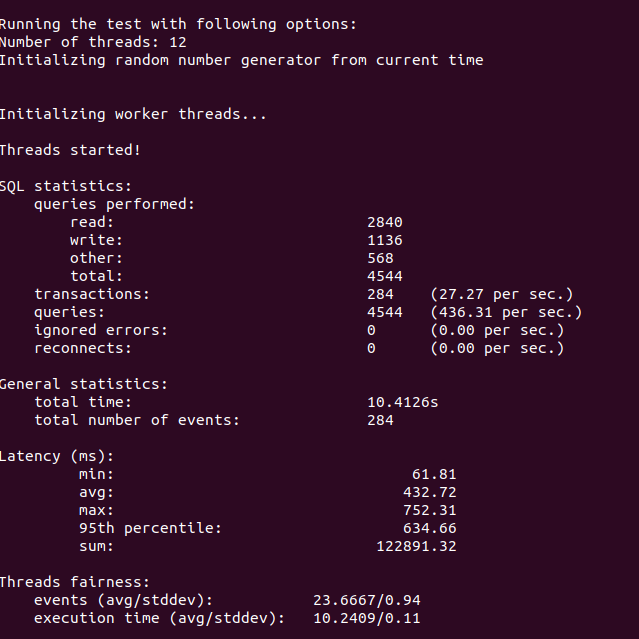 Running the test with following options:
Number of threads: 12
Initializing random number generator from current time
Initializing worker threads...
Threads started!
SQL statistics:
queries performed:
read: 2840
write: 1136
other: 568
total: 4544
transactions: 284 (27.27 per sec.)
queries: 4544 (436.31 per sec.)
ignored errors: 0 (0.00 per sec.)
reconnects: 0 (0.00 per sec.)
General statistics:
total time: 10.4126s
total number of events: 284
Latency (ms):
min: 61.81
avg: 432.72
max: 752.31
95th percentile: 634.66
sum: 122891.32
Threads fairness:
events (avg/stddev): 23.6667/0.94
execution time (avg/stddev): 10.2409/0.11